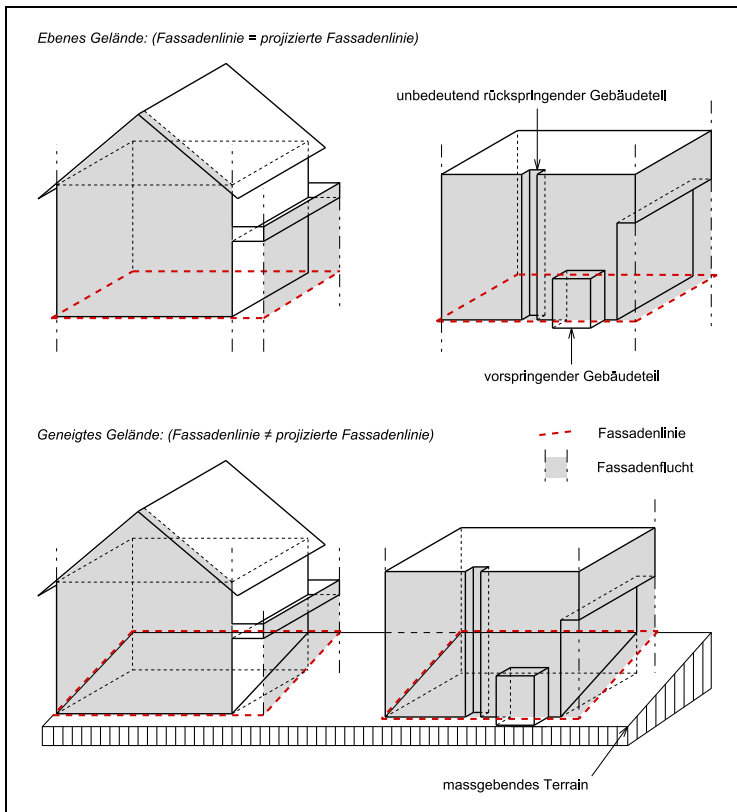 Ebenes Gelände: (Fassadenlinie = projizierte Fassadenlinie)
unbedeutend rückspringender Gebäudeteil
vorspringender Gebäudeteil
Geneigtes Gelände: (Fassadenlinie ≠ projizierte Fassadenlinie)
Fassadenlinie
Fassadenflucht
massgebendes Terrain